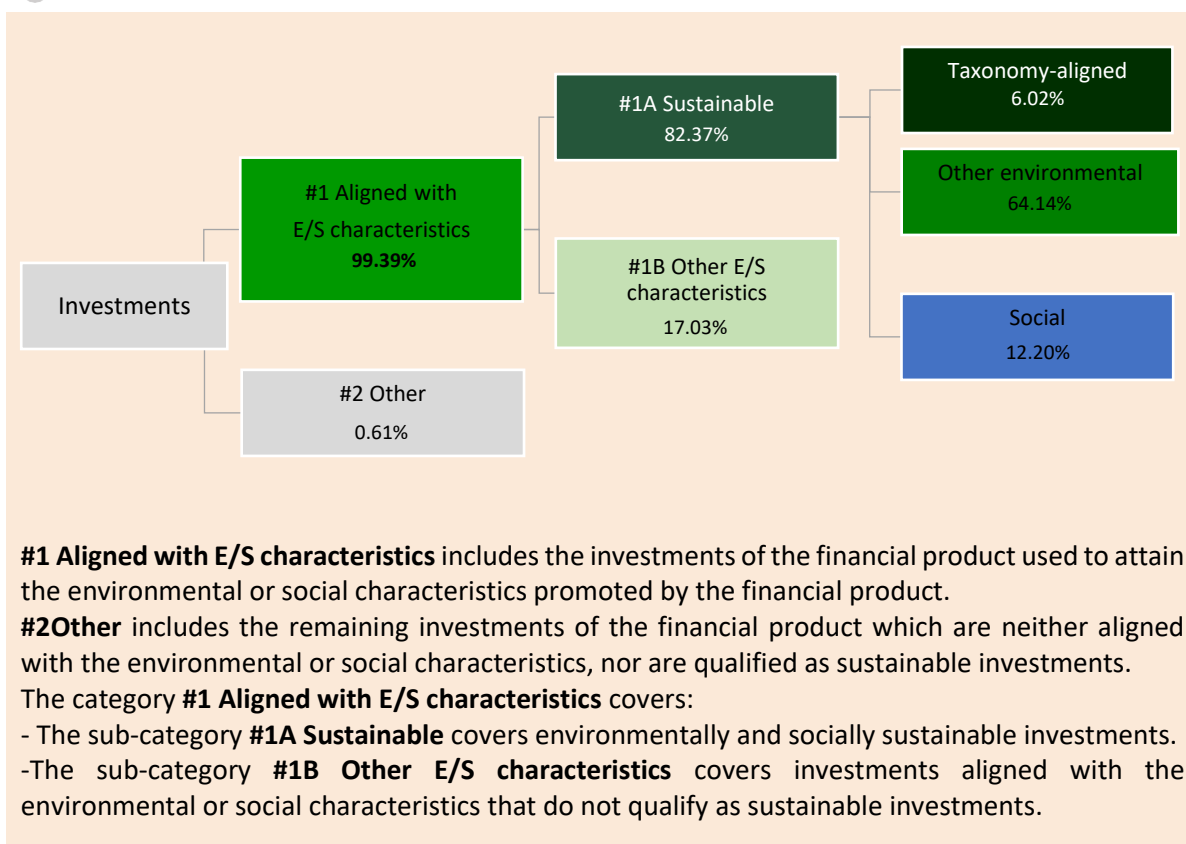 Investments
#1 Aligned with
E/S characteristics
99.39%
#2 Other
0.61%
#1A Sustainable
82.37%
#1B Other E/S
characteristics
17.03%
Taxonomy-aligned
6.02%
Other environmental
64.14%
Social
12.20%
#1 Aligned with E/S characteristics includes the investments of the financial product used to attain
the environmental or social characteristics promoted by the financial product.
#2Other includes the remaining investments of the financial product which are neither aligned
with the environmental or social characteristics, nor are qualified as sustainable investments.
The category #1 Aligned with E/S characteristics covers:
- The sub-category #1A Sustainable covers environmentally and socially sustainable investments.
-The sub-category #1B Other E/S characteristics covers investments aligned with the
environmental or social characteristics that do not qualify as sustainable investments.